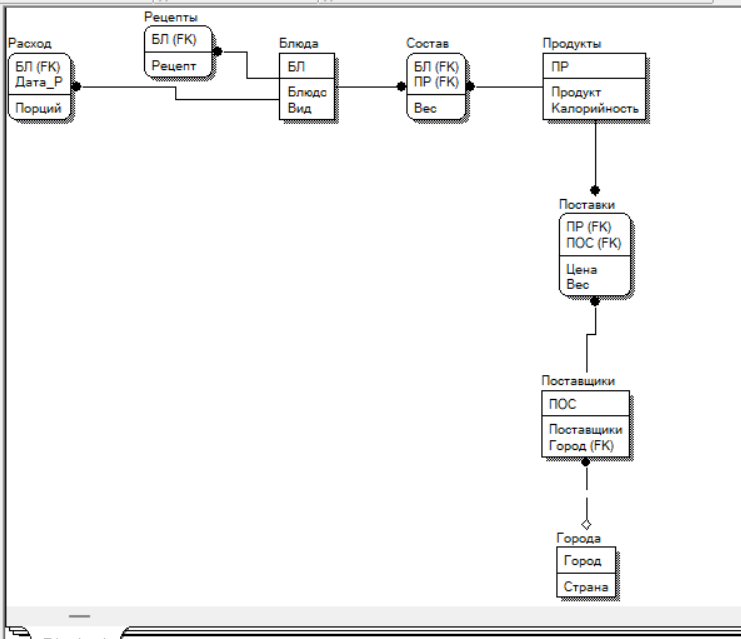 Рецепты
БЛ (FK)
Рецепт
Расход
БЛ (FK)
Дата_Р
Порций
Блюда
БЛ
Блюдо
Вид
Состав
БЛ (FK)
ПР (FK)
Вес
Продукты
ПР
Продукт
Калорийность
Поставки
ПР (FK)
ПОС (FK)
Цена
Вес
Поставщики
ПОС
Поставщики
Город (FK)
Города
Город
Страна